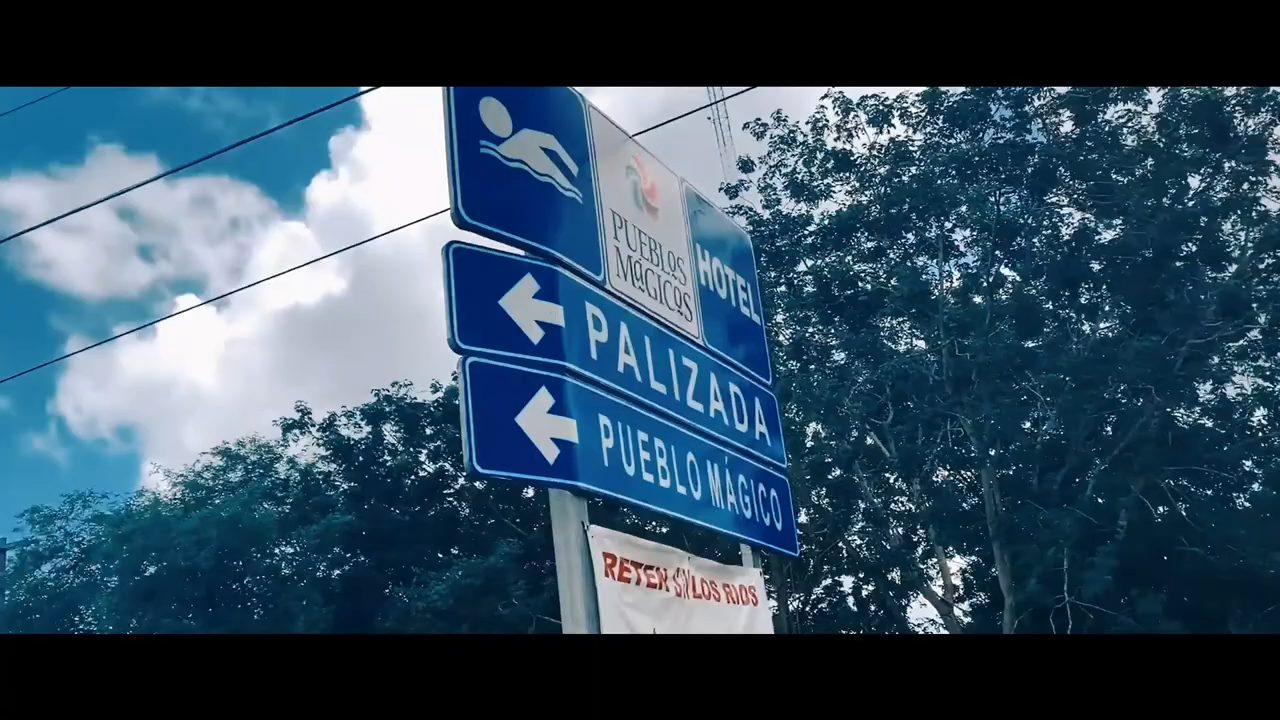 PUEBLOS
MáGICOS
HOTEL
PALIZADA
PUEBLO MÁGICO
RETEN LOS RIOS